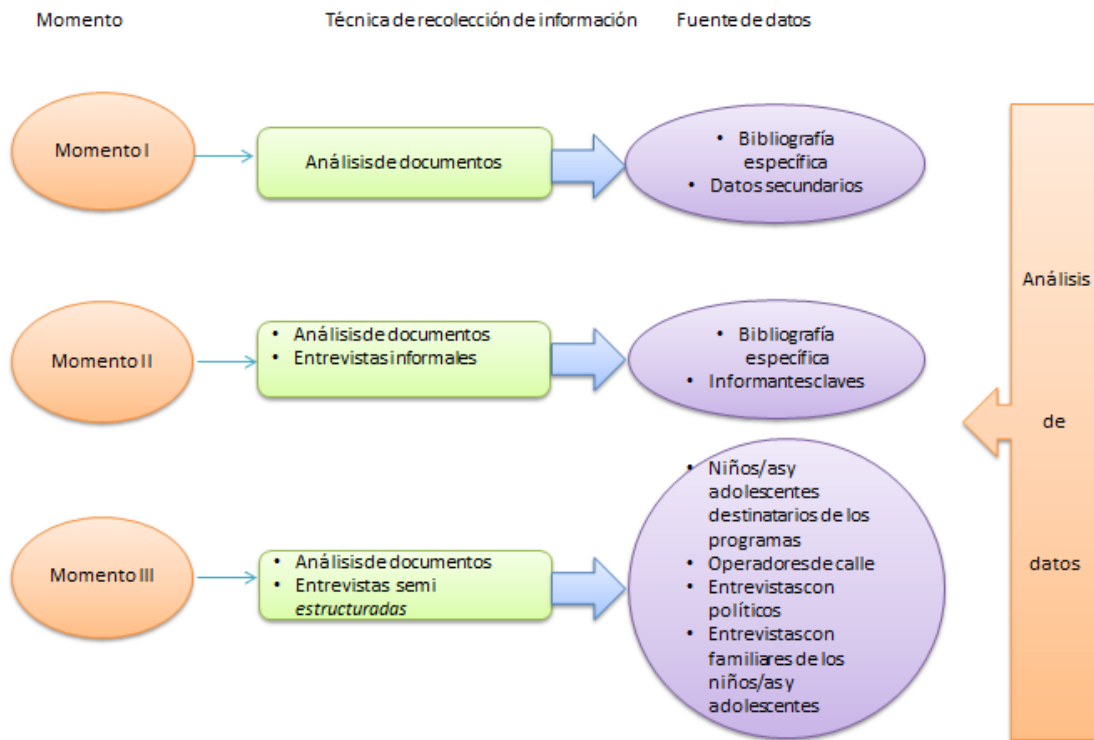 Momento
Técnica de recolección de información
Fuente de datos
Momento I
Análisis de documentos
• Bibliografía
específica
• Datos secundarios
Momento II
• Análisis de documentos
• Entrevistas informales
• Bibliografía
específica
• Informantes claves
Momento III
• Análisis de documentos
• Entrevistas semi
estructuradas
• Niños/as y
adolescentes
destinatarios de los
programas
• Operadores de calle
• Entrevistas con
políticos
• Entrevistas con
familiares de los
niños/as y
adolescentes
Análisis
de
datos